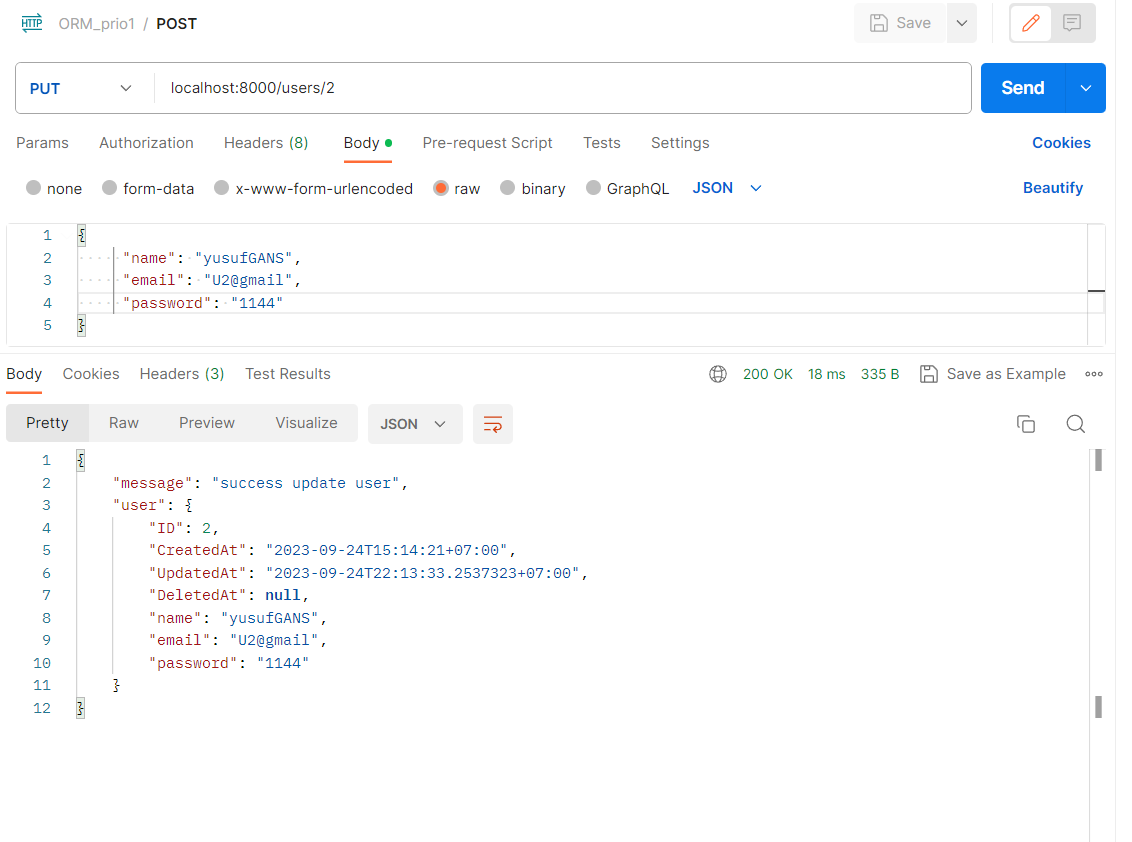 HTTP ORM_prio1 / POST Save
PUT localhost:8000/users/2 Send
Params Authorization Headers (8) Body Pre-request Script Tests Settings Cookies
none form-data x-www-form-urlencoded raw binary GraphQL JSON Beautify
1 {
2 "name": "yusufGANS",
3 "email": "U2@gmail",
4 "password": "1144"
5 }
Body Cookies Headers (3) Test Results 200 OK 18 ms 335 B Save as Example
Pretty Raw Preview Visualize JSON
1 {
2 "message": "success update user",
3 "user": {
4 "ID": 2,
5 "CreatedAt": "2023-09-24T15:14:21+07:00",
6 "UpdatedAt": "2023-09-24T22:13:33.2537323+07:00",
7 "DeletedAt": null,
8 "name": "yusufGANS",
9 "email": "U2@gmail",
10 "password": "1144"
11 }
12 }